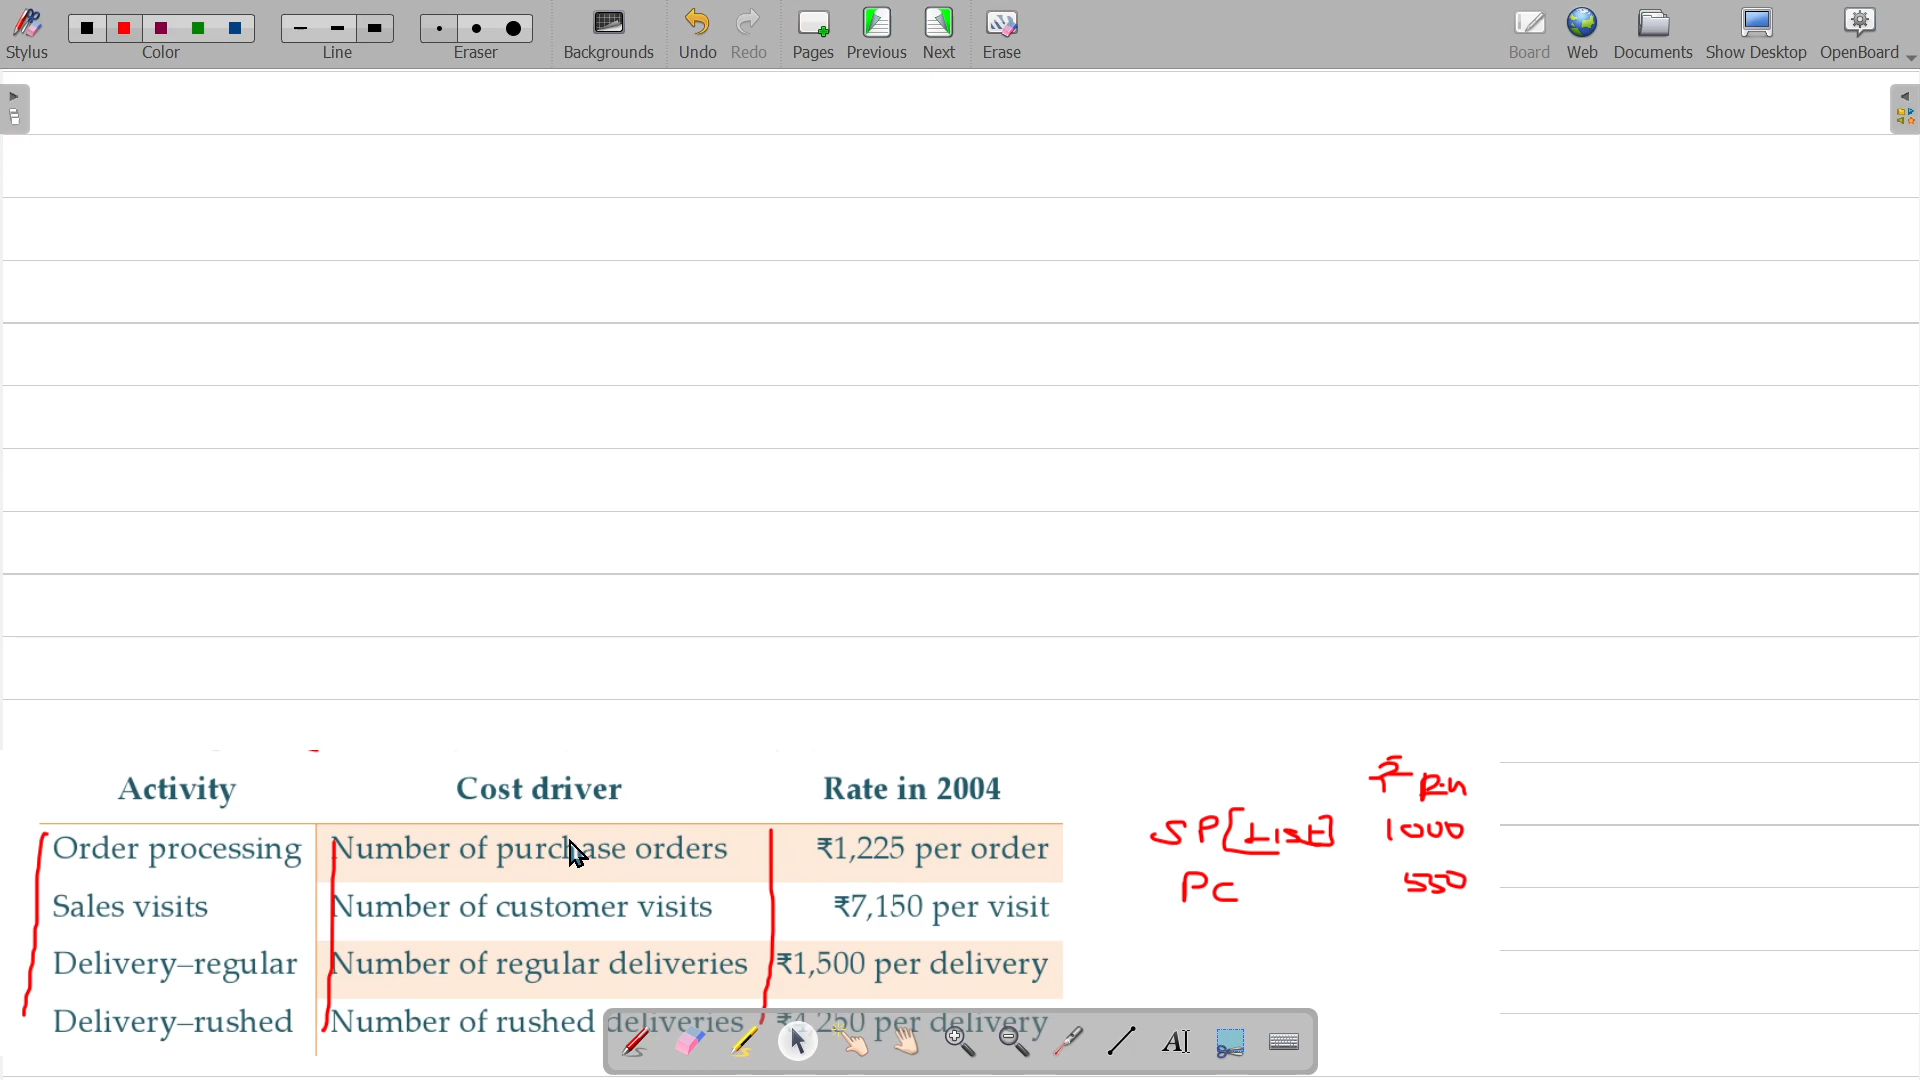 Stylus Color Line Eraser Backgrounds Undo Redo Pages Previous Next Erase Board Web Documents Show Desktop OpenBoard
Activity Cost driver Rate in 2004
Order processing Number of purchase orders ₹1,225 per order
Sales visits Number of customer visits ₹7,150 per visit
Delivery–regular Number of regular deliveries ₹1,500 per delivery
Delivery–rushed Number of rushed deliveries ₹4,250 per delivery
SP [List] 1000
PC 550
AI